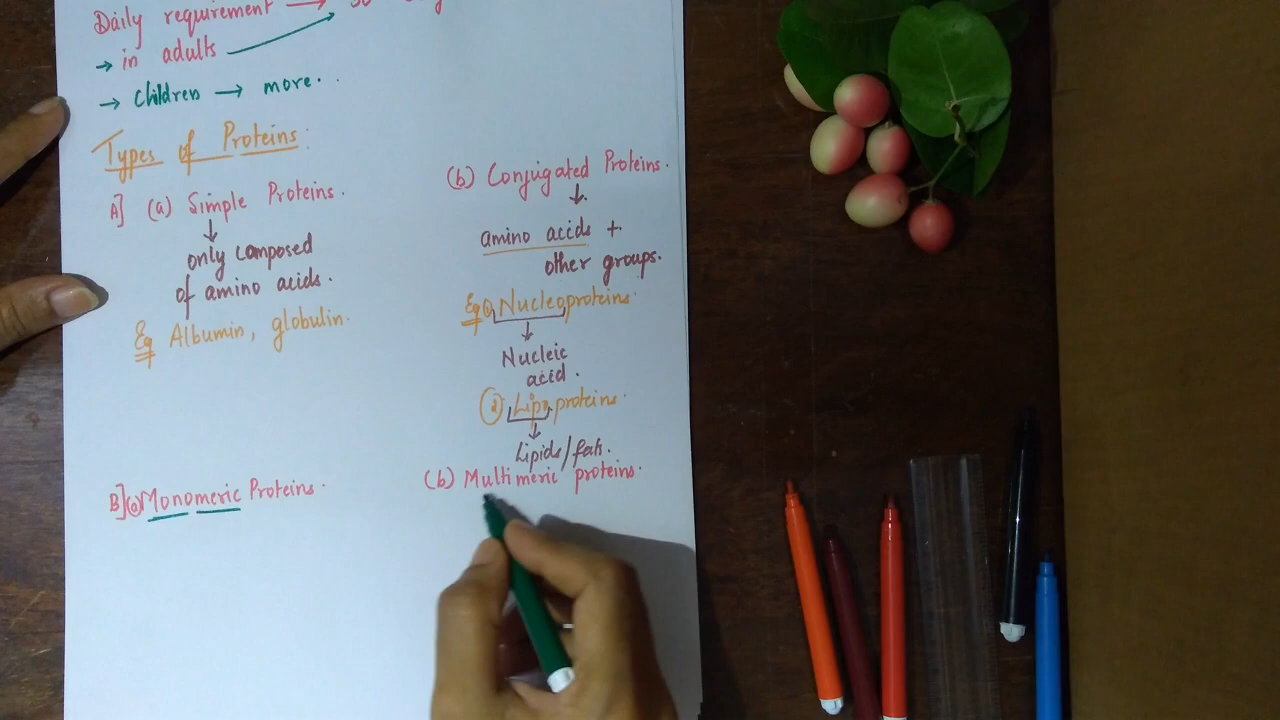 Daily requirement →
→ in adults
→ Children → more..
Types of Proteins:
A] (a) Simple Proteins.
only composed
of amino acids.
Eg Albumin, globulin.
(b) Conjugated Proteins.
amino acids +
other groups.
Eg ① Nucleoproteins.
Nucleic
acid.
② Lipoproteins.
Lipids/fats.
B] (a) Monomeric Proteins.
(b) Multimeric proteins.